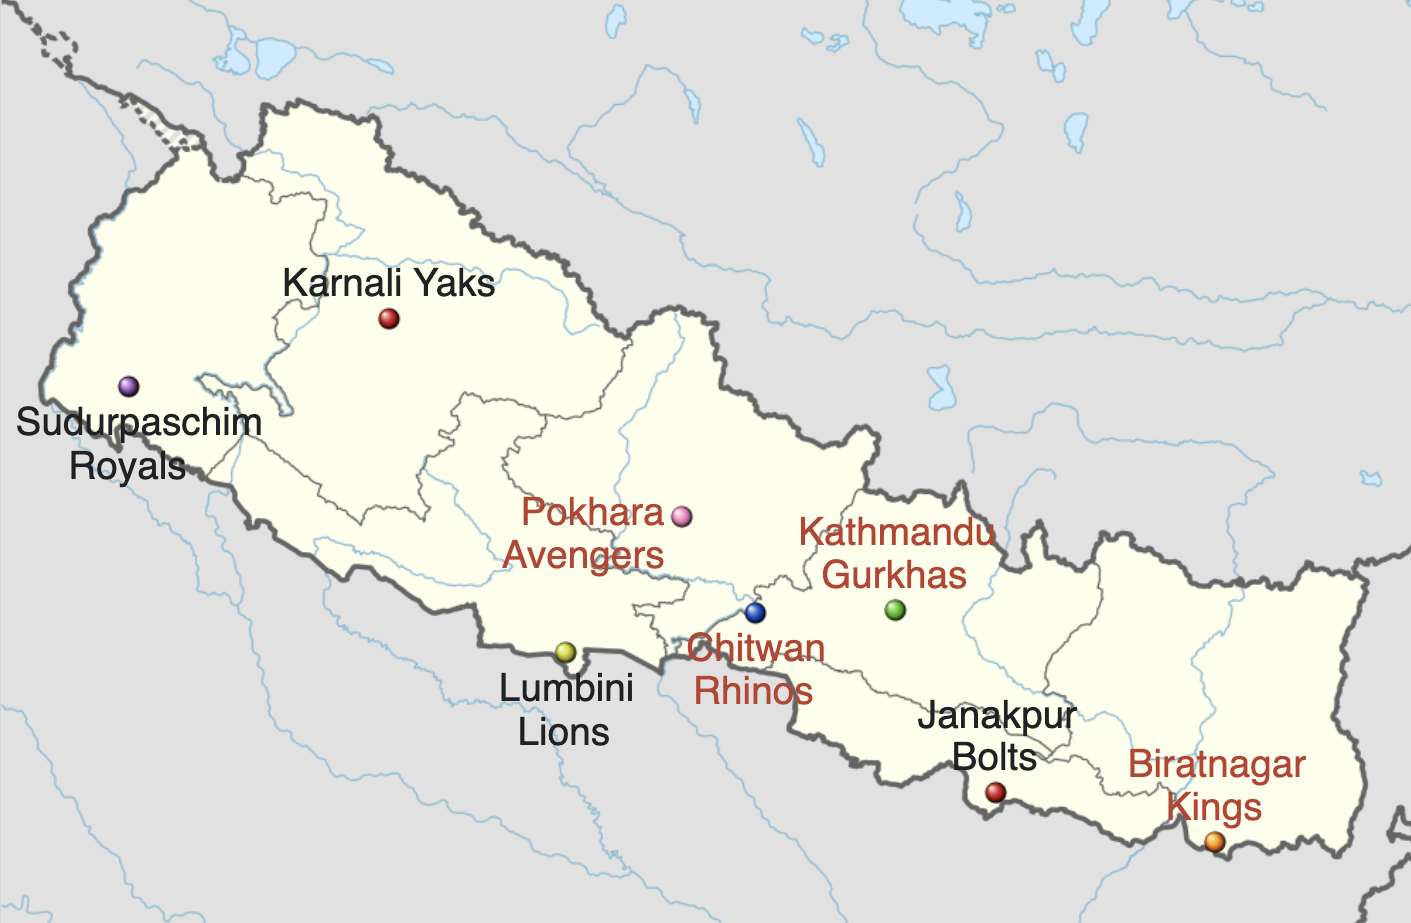 Karnali Yaks
Sudurpaschim
Royals
Pokhara
Avengers
Kathmandu
Gurkhas
Chitwan
Rhinos
Lumbini
Lions
Janakpur
Bolts
Biratnagar
Kings